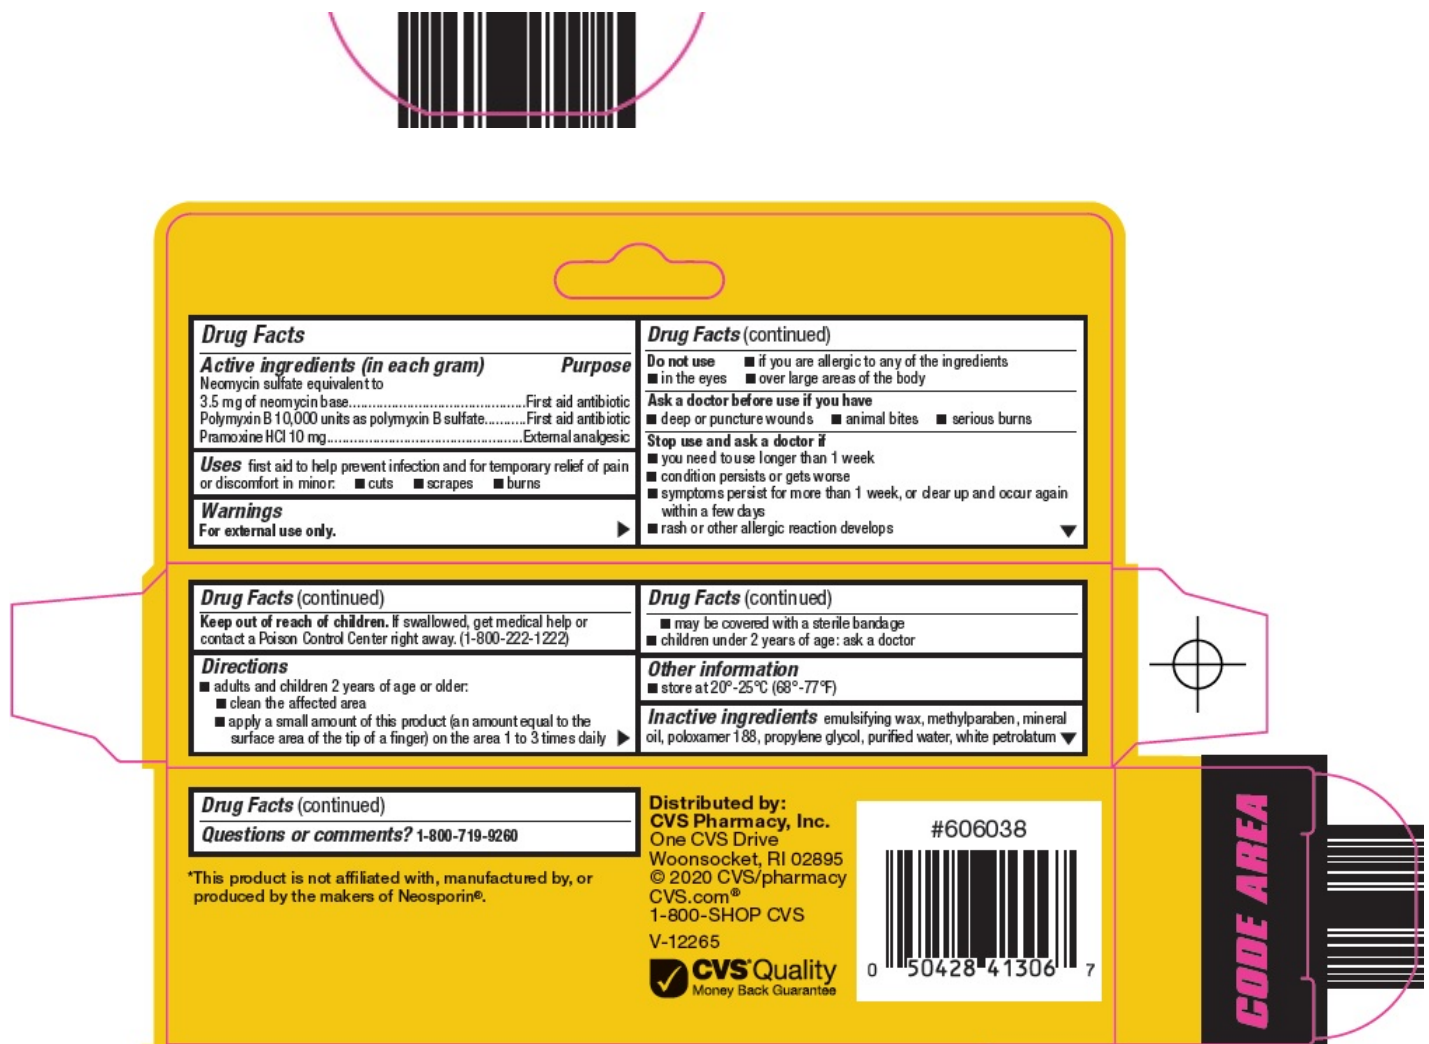 Drug Facts
Active ingredients (in each gram) Purpose
Neomycin sulfate equivalent to
3.5 mg of neomycin base............................................First aid antibiotic
Polymyxin B 10,000 units as polymyxin B sulfate..........First aid antibiotic
Pramoxine HCl 10 mg.................................................External analgesic
Uses first aid to help prevent infection and for temporary relief of pain
or discomfort in minor: ■ cuts ■ scrapes ■ burns
Warnings
For external use only. ▶
Drug Facts (continued)
Do not use ■ if you are allergic to any of the ingredients
■ in the eyes ■ over large areas of the body
Ask a doctor before use if you have
■ deep or puncture wounds ■ animal bites ■ serious burns
Stop use and ask a doctor if
■ you need to use longer than 1 week
■ condition persists or gets worse
■ symptoms persist for more than 1 week, or clear up and occur again
within a few days
■ rash or other allergic reaction develops ▼
Drug Facts (continued)
Keep out of reach of children. If swallowed, get medical help or
contact a Poison Control Center right away. (1-800-222-1222)
Directions
■ adults and children 2 years of age or older:
■ clean the affected area
■ apply a small amount of this product (an amount equal to the
surface area of the tip of a finger) on the area 1 to 3 times daily ▶
Drug Facts (continued)
■ may be covered with a sterile bandage
■ children under 2 years of age: ask a doctor
Other information
■ store at 20°-25°C (68°-77°F)
Inactive ingredients emulsifying wax, methylparaben, mineral
oil, poloxamer 188, propylene glycol, purified water, white petrolatum ▼
Drug Facts (continued)
Questions or comments? 1-800-719-9260
*This product is not affiliated with, manufactured by, or
produced by the makers of Neosporin®.
Distributed by:
CVS Pharmacy, Inc.
One CVS Drive
Woonsocket, RI 02895
© 2020 CVS/pharmacy
CVS.com®
1-800-SHOP CVS
V-12265
CVS® Quality
Money Back Guarantee
#606038
0 50428 41306 7
CODE AREA